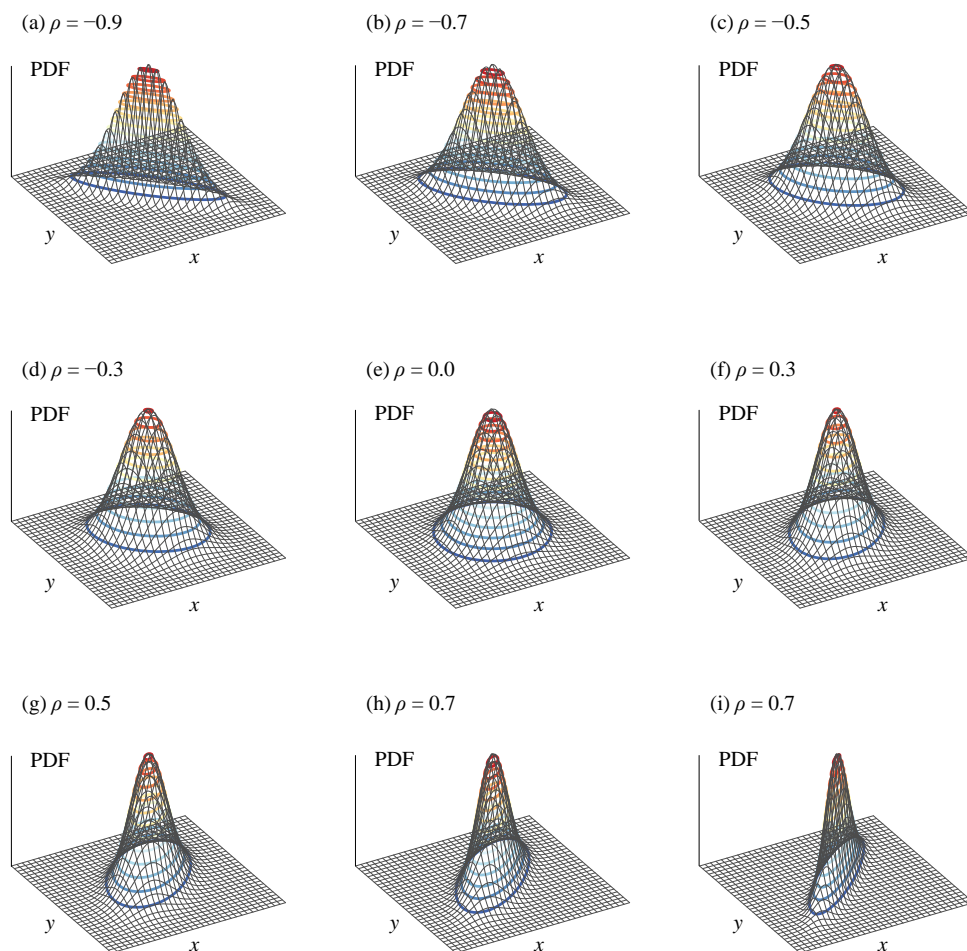 (a) ρ = −0.9
(b) ρ = −0.7
(c) ρ = −0.5
PDF
PDF
PDF
y
x
y
x
y
x
(d) ρ = −0.3
(e) ρ = 0.0
(f) ρ = 0.3
PDF
PDF
PDF
y
x
y
x
y
x
(g) ρ = 0.5
(h) ρ = 0.7
(i) ρ = 0.7
PDF
PDF
PDF
y
x
y
x
y
x